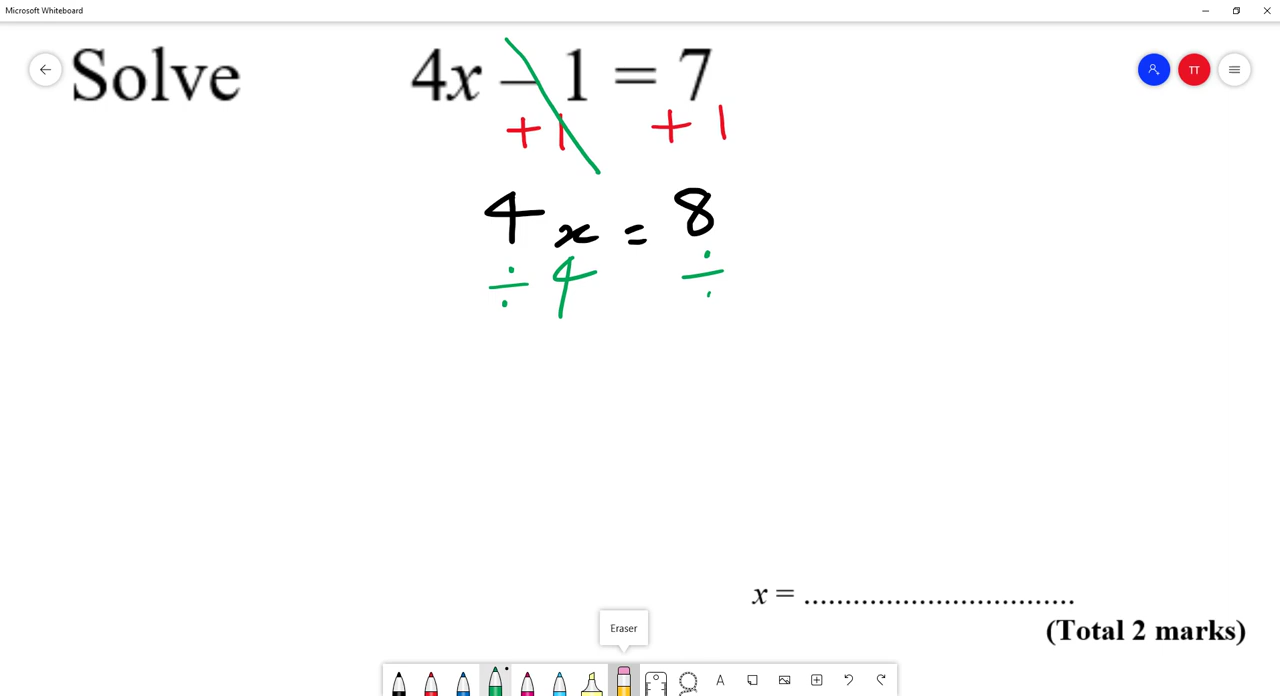 Microsoft Whiteboard
Solve 4x – 1 = 7
+1 +1
4x = 8
÷4 ÷
TT
x = .................................
(Total 2 marks)
Eraser
A